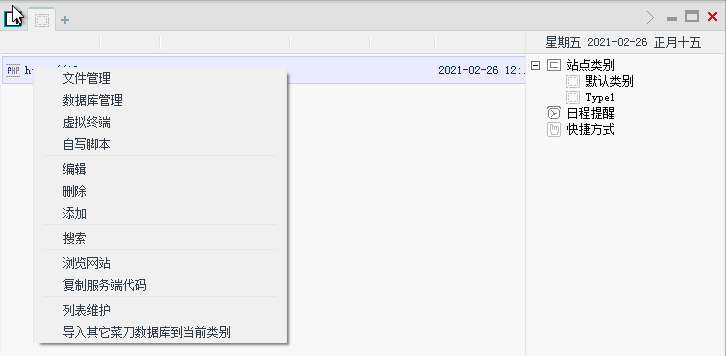 星期五 2021-02-26 正月十五
PHP 2021-02-26 12:..
文件管理
数据库管理
虚拟终端
自写脚本
编辑
删除
添加
搜索
浏览网站
复制服务端代码
列表维护
导入其它菜刀数据库到当前类别
站点类别
默认类别
Type1
日程提醒
快捷方式